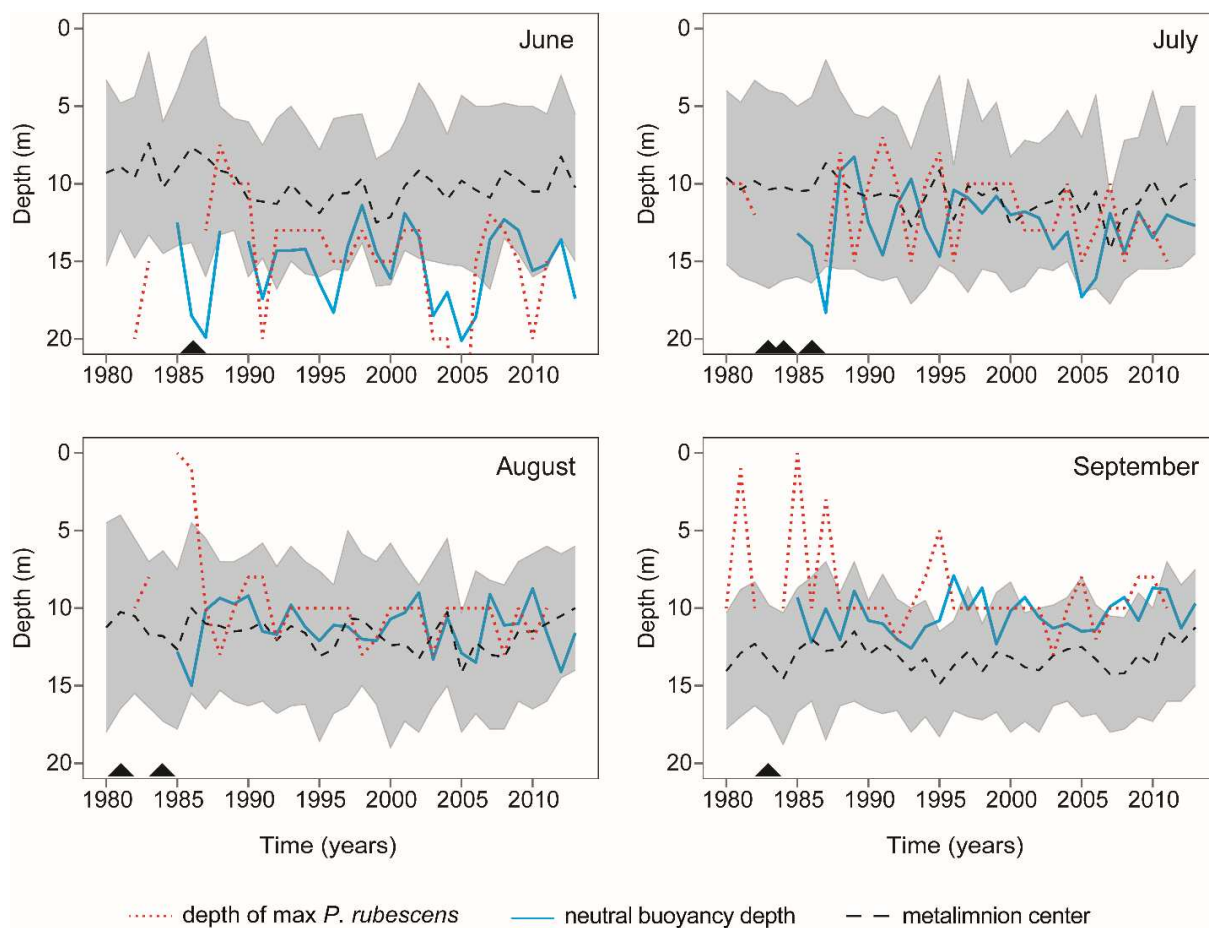 June
July
Depth (m)
0
5
10
15
20
1980 1985 1990 1995 2000 2005 2010
Depth (m)
0
5
10
15
20
1980 1985 1990 1995 2000 2005 2010
August
September
Depth (m)
0
5
10
15
20
1980 1985 1990 1995 2000 2005 2010
Time (years)
Depth (m)
0
5
10
15
20
1980 1985 1990 1995 2000 2005 2010
Time (years)
depth of max P. rubescens neutral buoyancy depth metalimnion center